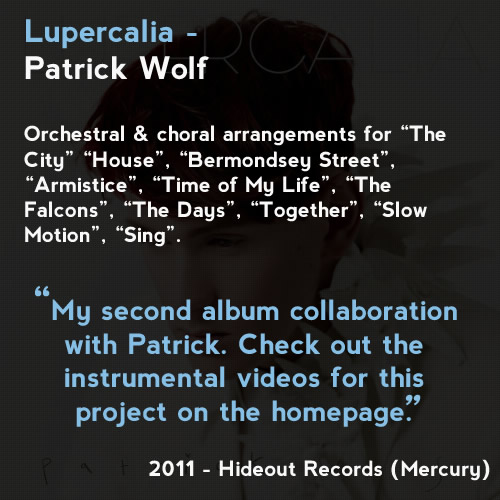 Lupercalia -
Patrick Wolf
Orchestral & choral arrangements for “The
City” “House”, “Bermondsey Street”,
“Armistice”, “Time of My Life”, “The
Falcons”, “The Days”, “Together”, “Slow
Motion”, “Sing”.
“My second album collaboration
with Patrick. Check out the
instrumental videos for this
project on the homepage.”
2011 - Hideout Records (Mercury)